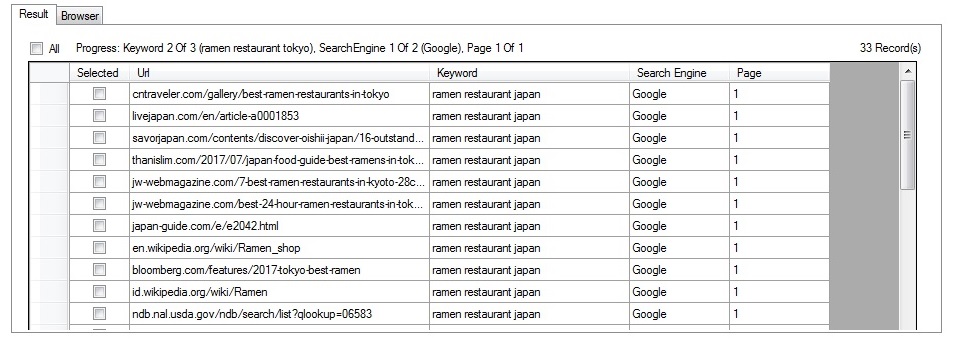 Result Browser
All Progress: Keyword 2 Of 3 (ramen restaurant tokyo), SearchEngine 1 Of 2 (Google), Page 1 Of 1 33 Record(s)
Selected Url Keyword Search Engine Page
cntraveler.com/gallery/best-ramen-restaurants-in-tokyo ramen restaurant japan Google 1
livejapan.com/en/article-a0001853 ramen restaurant japan Google 1
savorjapan.com/contents/discover-oishii-japan/16-outstand... ramen restaurant japan Google 1
thanislim.com/2017/07/japan-food-guide-best-ramens-in-tok... ramen restaurant japan Google 1
jw-webmagazine.com/7-best-ramen-restaurants-in-kyoto-28c... ramen restaurant japan Google 1
jw-webmagazine.com/best-24-hour-ramen-restaurants-in-tok... ramen restaurant japan Google 1
japan-guide.com/e/e2042.html ramen restaurant japan Google 1
en.wikipedia.org/wiki/Ramen_shop ramen restaurant japan Google 1
bloomberg.com/features/2017-tokyo-best-ramen ramen restaurant japan Google 1
id.wikipedia.org/wiki/Ramen ramen restaurant japan Google 1
ndb.nal.usda.gov/ndb/search/list?qlookup=06583 ramen restaurant japan Google 1